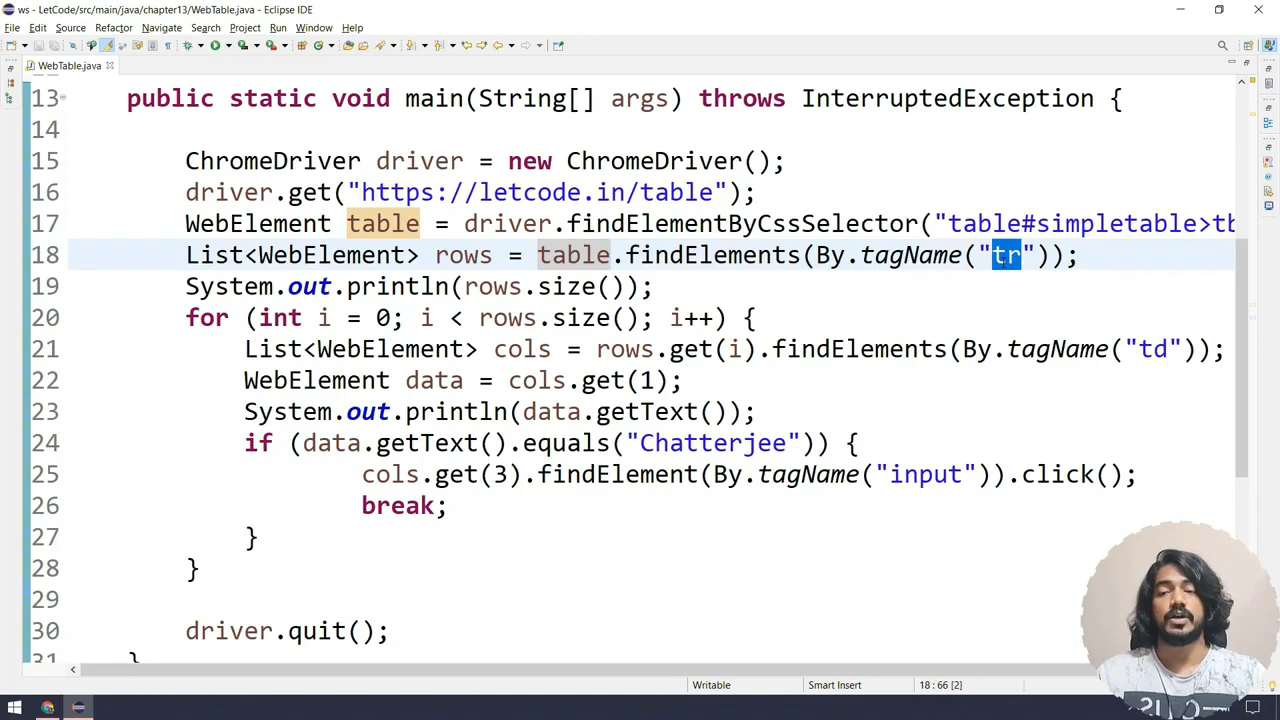 ws - LetCode/src/main/java/chapter13/WebTable.java - Eclipse IDE
File Edit Source Refactor Navigate Search Project Run Window Help
WebTable.java
13 public static void main(String[] args) throws InterruptedException {
14
15 ChromeDriver driver = new ChromeDriver();
16 driver.get("https://letcode.in/table");
17 WebElement table = driver.findElementByCssSelector("table#simpletable>tb
18 List<WebElement> rows = table.findElements(By.tagName("tr"));
19 System.out.println(rows.size());
20 for (int i = 0; i < rows.size(); i++) {
21 List<WebElement> cols = rows.get(i).findElements(By.tagName("td"));
22 WebElement data = cols.get(1);
23 System.out.println(data.getText());
24 if (data.getText().equals("Chatterjee")) {
25 cols.get(3).findElement(By.tagName("input")).click();
26 break;
27 }
28 }
29
30 driver.quit();
31 }
Writable Smart Insert 18 : 66 [2]